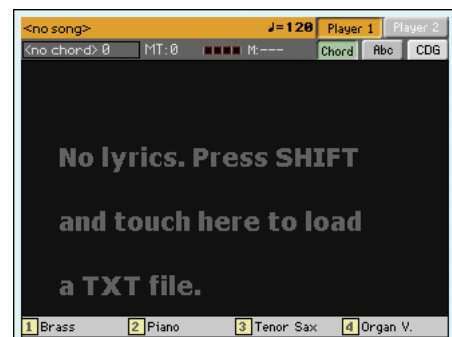 <no song> ♩=120 Player 1 Player 2
<no chord> 0 MT:0 M:--- Chord Abc CDG
No lyrics. Press SHIFT
and touch here to load
a TXT file.
1 Brass 2 Piano 3 Tenor Sax 4 Organ V.